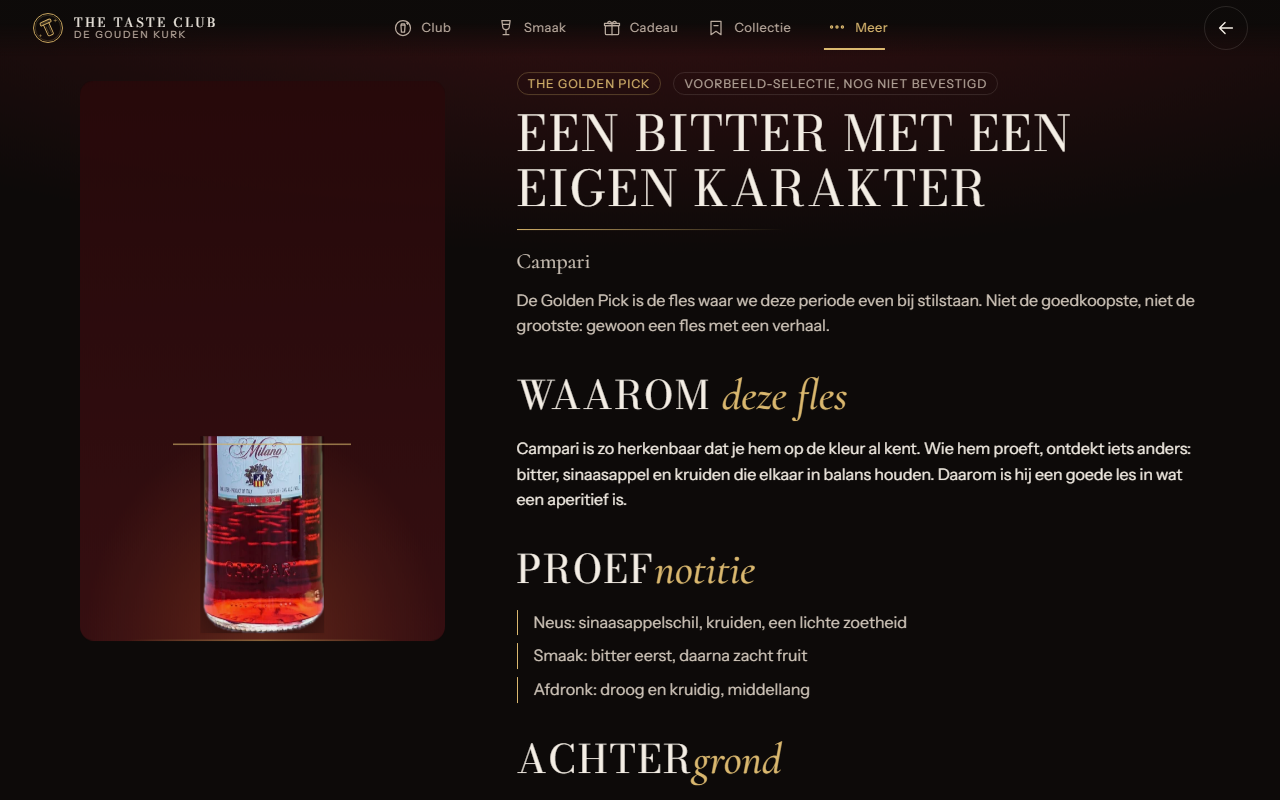 THE TASTE CLUB
DE GOUDEN KURK
Club
Smaak
Cadeau
Collectie
Meer
THE GOLDEN PICK
VOORBEELD-SELECTIE, NOG NIET BEVESTIGD
EEN BITTER MET EEN
EIGEN KARAKTER
Campari
De Golden Pick is de fles waar we deze periode even bij stilstaan. Niet de goedkoopste, niet de
grootste: gewoon een fles met een verhaal.
WAAROM deze fles
Campari is zo herkenbaar dat je hem op de kleur al kent. Wie hem proeft, ontdekt iets anders:
bitter, sinaasappel en kruiden die elkaar in balans houden. Daarom is hij een goede les in wat
een aperitief is.
PROEFnotitie
Neus: sinaasappelschil, kruiden, een lichte zoetheid
Smaak: bitter eerst, daarna zacht fruit
Afdronk: droog en kruidig, middellang
ACHTERgrond
Milano
CAMPARI